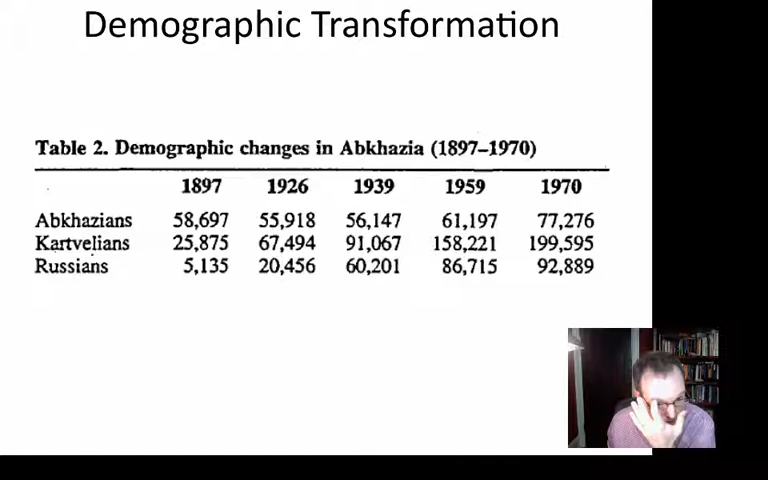 Demographic Transformation
Table 2. Demographic changes in Abkhazia (1897–1970)
1897 1926 1939 1959 1970
Abkhazians 58,697 55,918 56,147 61,197 77,276
Kartvelians 25,875 67,494 91,067 158,221 199,595
Russians 5,135 20,456 60,201 86,715 92,889